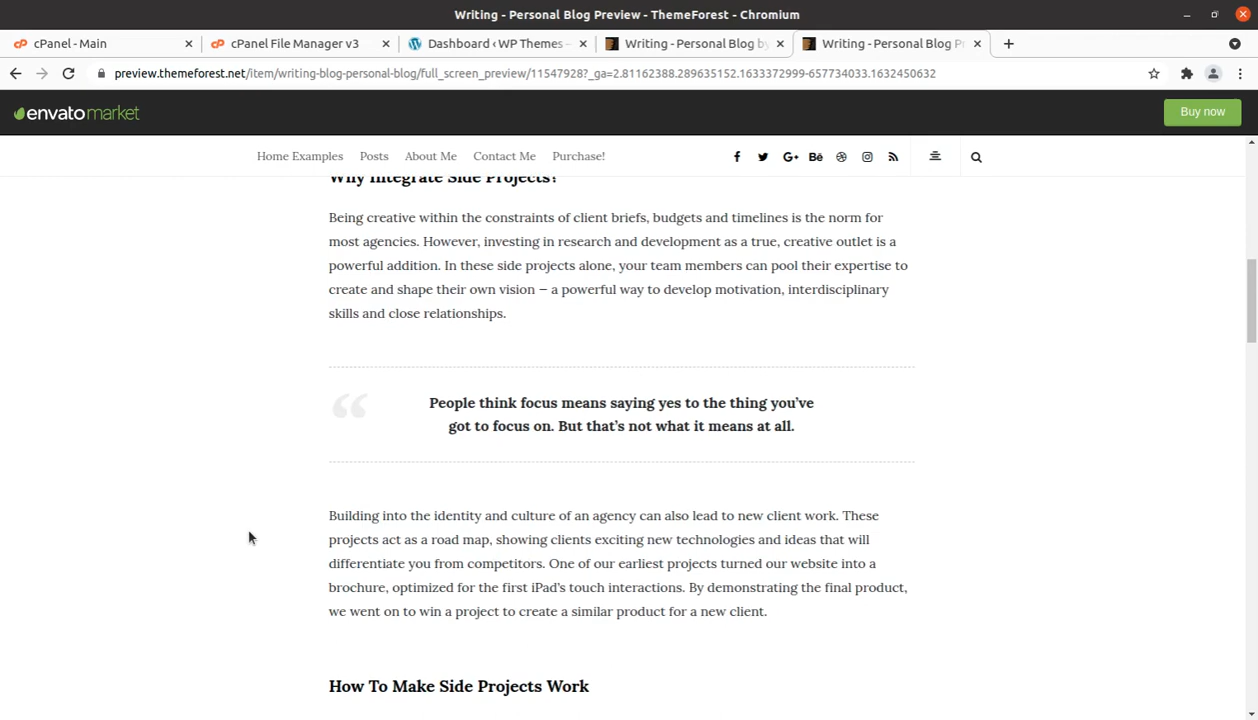 Writing - Personal Blog Preview - ThemeForest - Chromium
cPanel - Main
cPanel File Manager v3
Dashboard ‹ WP Themes –
Writing - Personal Blog by
Writing - Personal Blog P
preview.themeforest.net/item/writing-blog-personal-blog/full_screen_preview/11547928?_ga=2.81162388.289635152.1633372999-657734033.1632450632
envatomarket
Buy now
Home Examples Posts About Me Contact Me Purchase!
Why Integrate Side Projects?
Being creative within the constraints of client briefs, budgets and timelines is the norm for
most agencies. However, investing in research and development as a true, creative outlet is a
powerful addition. In these side projects alone, your team members can pool their expertise to
create and shape their own vision — a powerful way to develop motivation, interdisciplinary
skills and close relationships.
People think focus means saying yes to the thing you’ve
got to focus on. But that’s not what it means at all.
Building into the identity and culture of an agency can also lead to new client work. These
projects act as a road map, showing clients exciting new technologies and ideas that will
differentiate you from competitors. One of our earliest projects turned our website into a
brochure, optimized for the first iPad’s touch interactions. By demonstrating the final product,
we went on to win a project to create a similar product for a new client.
How To Make Side Projects Work